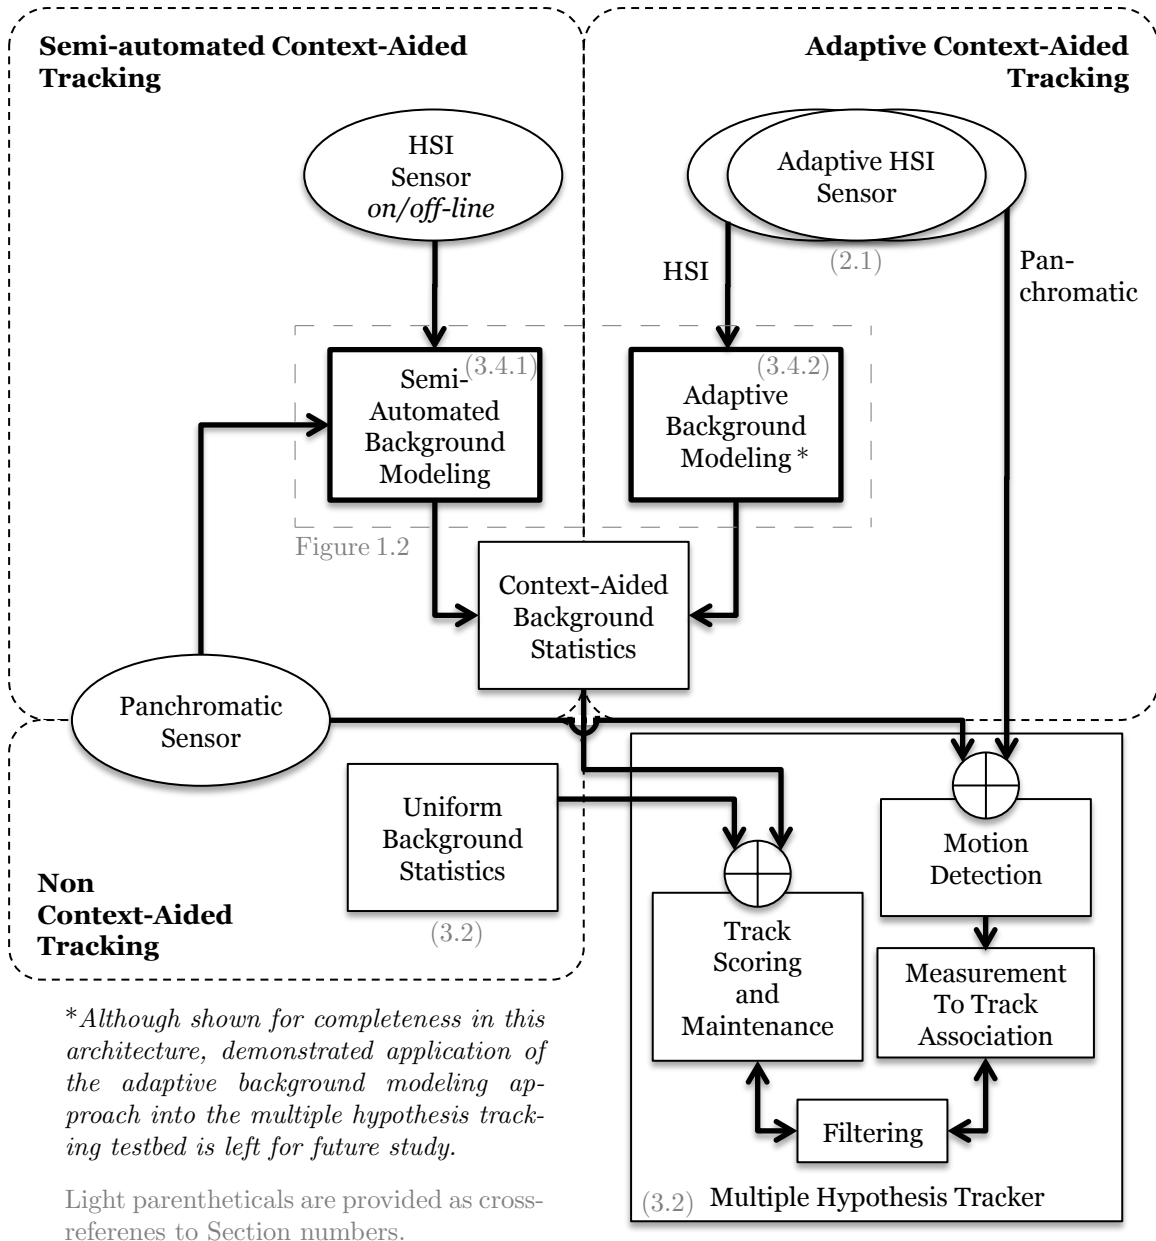 Semi-automated Context-Aided
Tracking
Adaptive Context-Aided
Tracking
HSI
Sensor
on/off-line
Adaptive HSI
Sensor
(2.1)
HSI
Pan-
chromatic
(3.4.1)
Semi-
Automated
Background
Modeling
(3.4.2)
Adaptive
Background
Modeling *
Figure 1.2
Context-Aided
Background
Statistics
Panchromatic
Sensor
Uniform
Background
Statistics
(3.2)
Non
Context-Aided
Tracking
Motion
Detection
Track
Scoring
and
Maintenance
Measurement
To Track
Association
Filtering
(3.2) Multiple Hypothesis Tracker
*Although shown for completeness in this
architecture, demonstrated application of
the adaptive background modeling ap-
proach into the multiple hypothesis track-
ing testbed is left for future study.
Light parentheticals are provided as cross-
referenes to Section numbers.